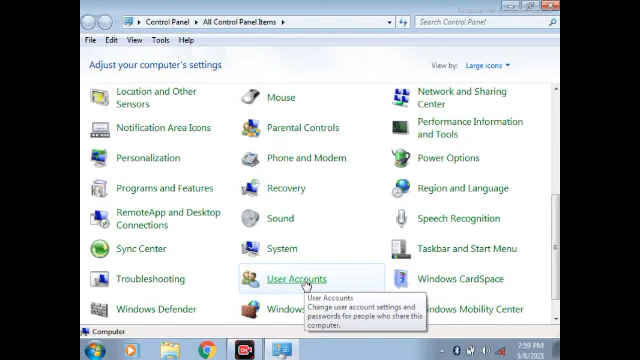 Control Panel ▸ All Control Panel Items ▸
Search Control Panel
File Edit View Tools Help
Adjust your computer's settings
View by: Large icons
Location and Other
Sensors
Mouse
Network and Sharing
Center
Notification Area Icons
Parental Controls
Performance Information
and Tools
Personalization
Phone and Modem
Power Options
Programs and Features
Recovery
Region and Language
RemoteApp and Desktop
Connections
Sound
Speech Recognition
Sync Center
System
Taskbar and Start Menu
Troubleshooting
User Accounts
Windows CardSpace
User Accounts
Change user account settings and
passwords for people who share this
computer.
Windows Defender
Windows Mobility Center
Computer
7:59 PM
5/8/2021